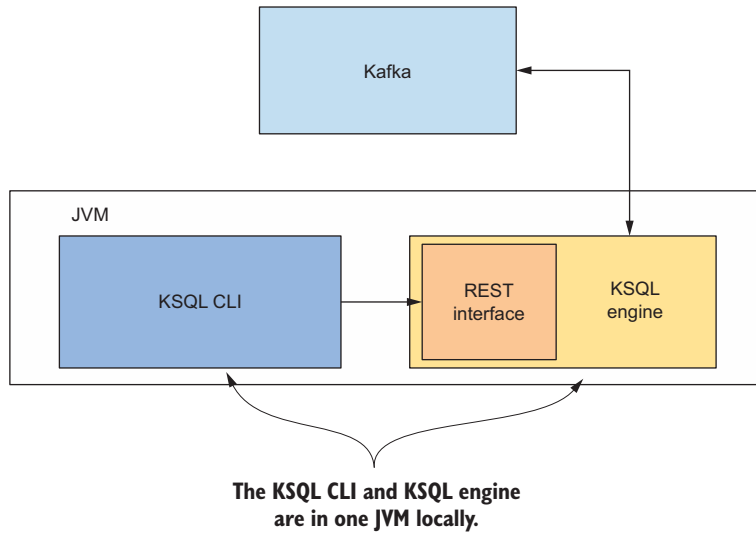 Kafka
JVM
KSQL CLI
REST
interface
KSQL
engine
The KSQL CLI and KSQL engine
are in one JVM locally.